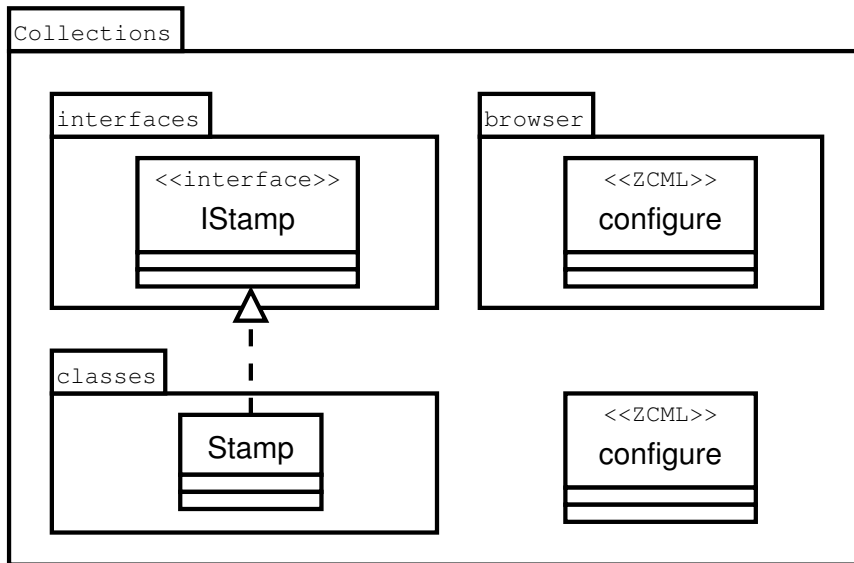 Collections
interfaces
<<interface>>
IStamp
browser
<<ZCML>>
configure
classes
Stamp
<<ZCML>>
configure